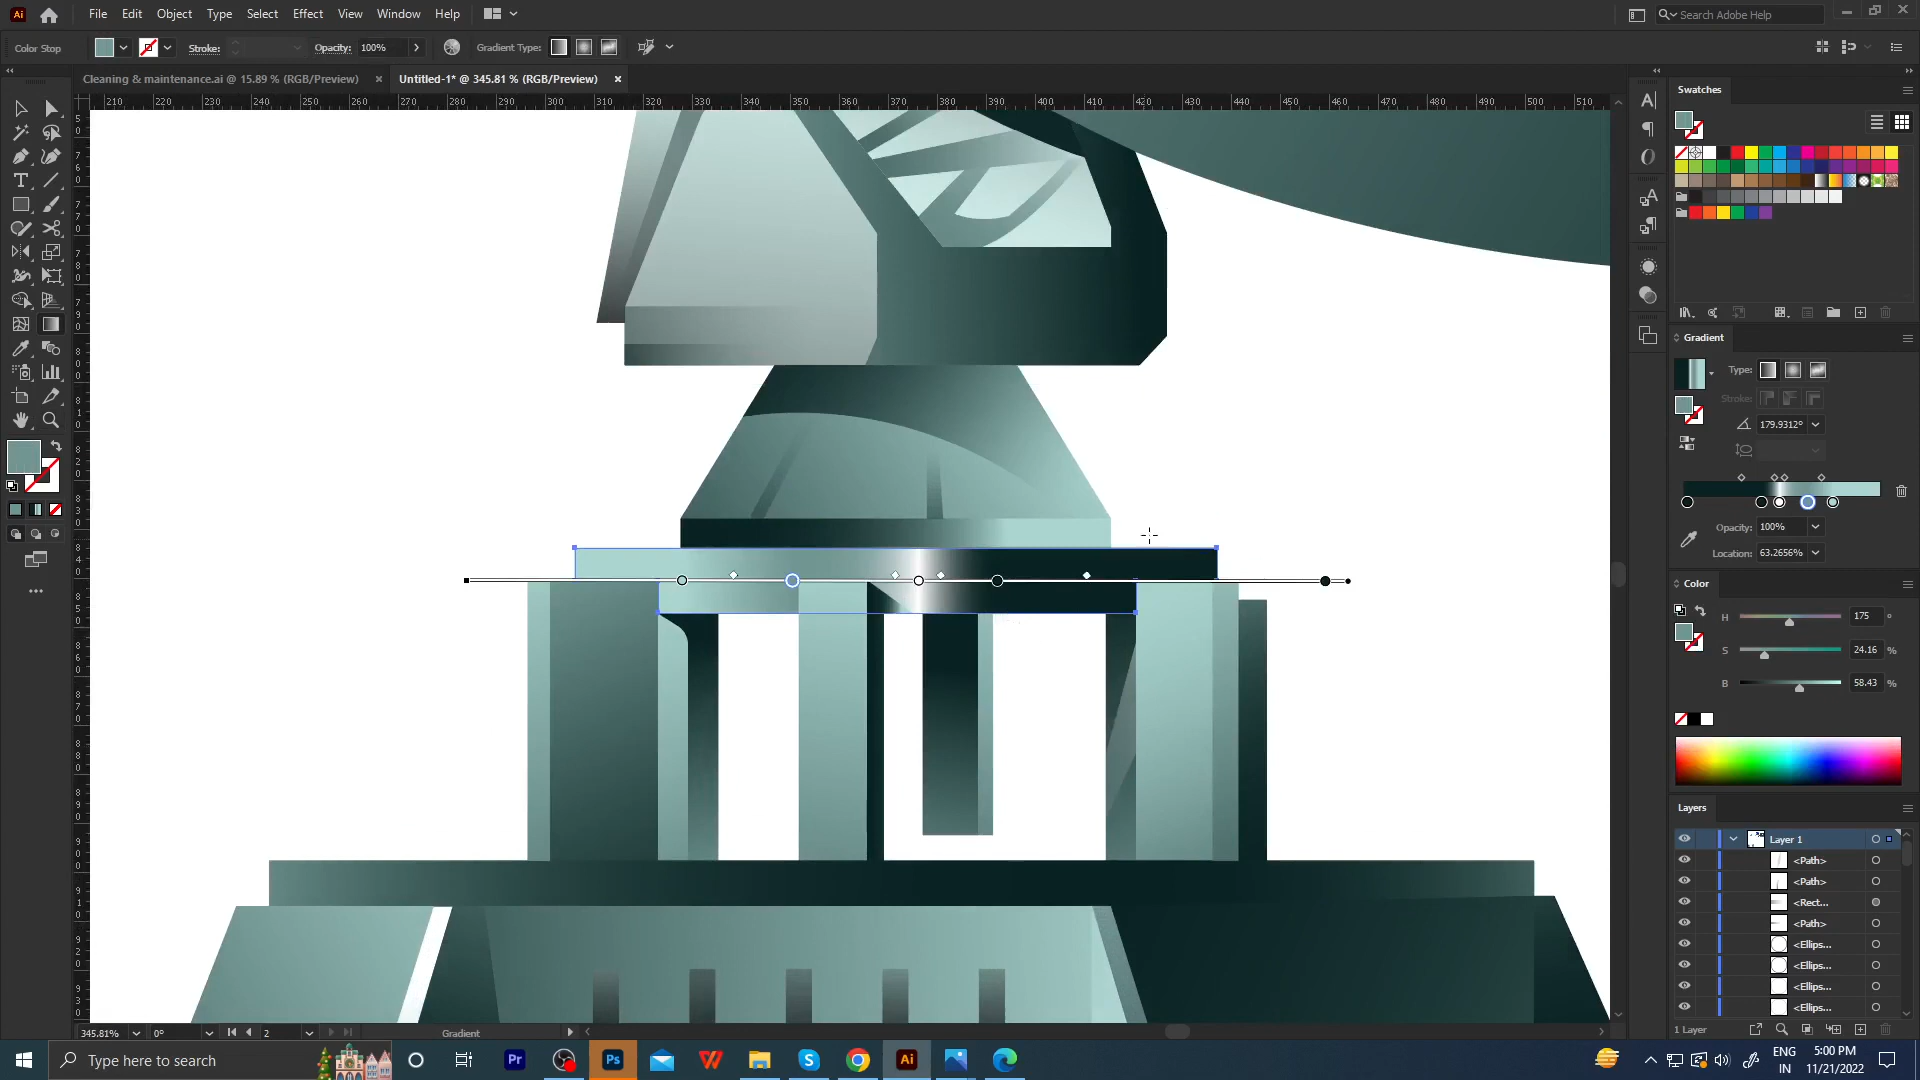 Ai File Edit Object Type Select Effect View Window Help Search Adobe Help
Color Stop Stroke: Opacity: 100% Gradient Type:
Cleaning & maintenance.ai @ 15.89 % (RGB/Preview) × Untitled-1* @ 345.81 % (RGB/Preview) ×
210 220 230 240 250 260 270 280 290 300 310 320 330 340 350 360 370 380 390 400 410 420 430 440 450 460 470 480 490 500 510
Swatches
Gradient
Type:
Stroke:
179.9312°
Opacity: 100%
Location: 63.2656%
Color
H 175 °
S 24.16 %
B 58.43 %
Layers
Layer 1
<Path>
<Path>
<Rect...
<Path>
<Ellips...
<Ellips...
<Ellips...
<Ellips...
1 Layer
345.81% 0° 2 Gradient
Type here to search Pr Ps Ai ENG 5:00 PM
IN 11/21/2022